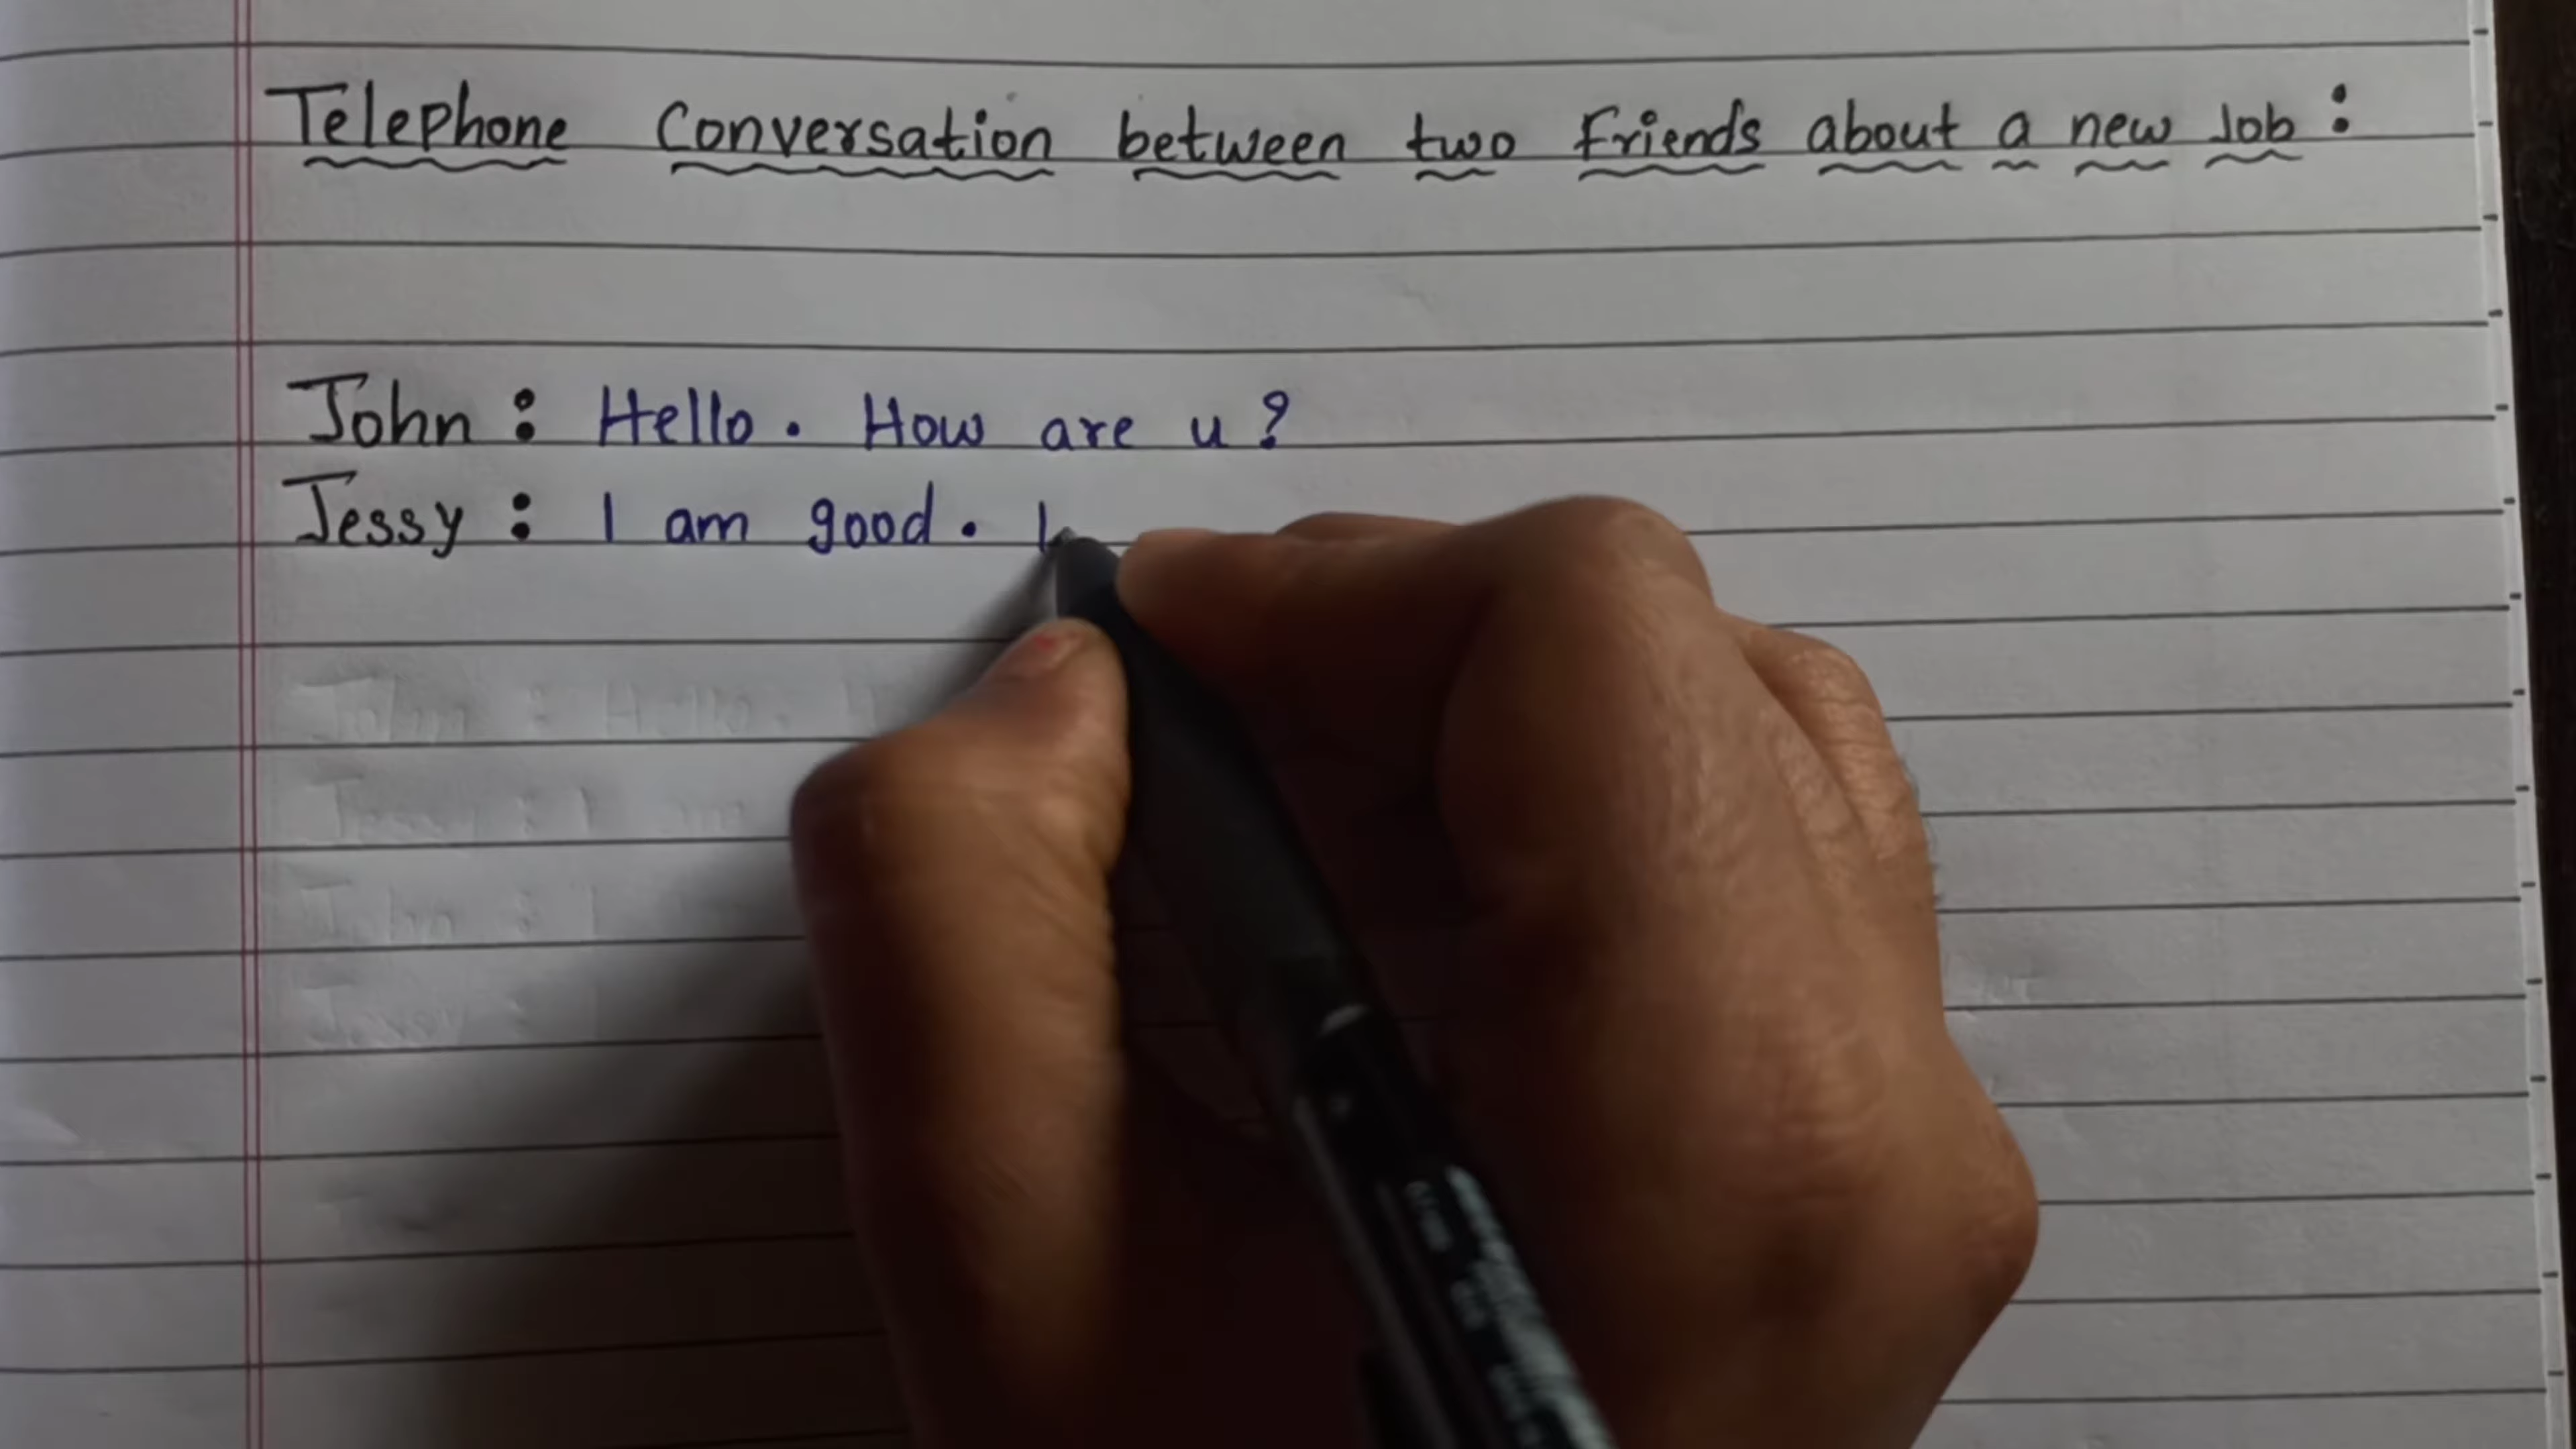 Telephone Conversation between two Friends about a new Job :
John : Hello. How are u ?
Jessy : I am good.